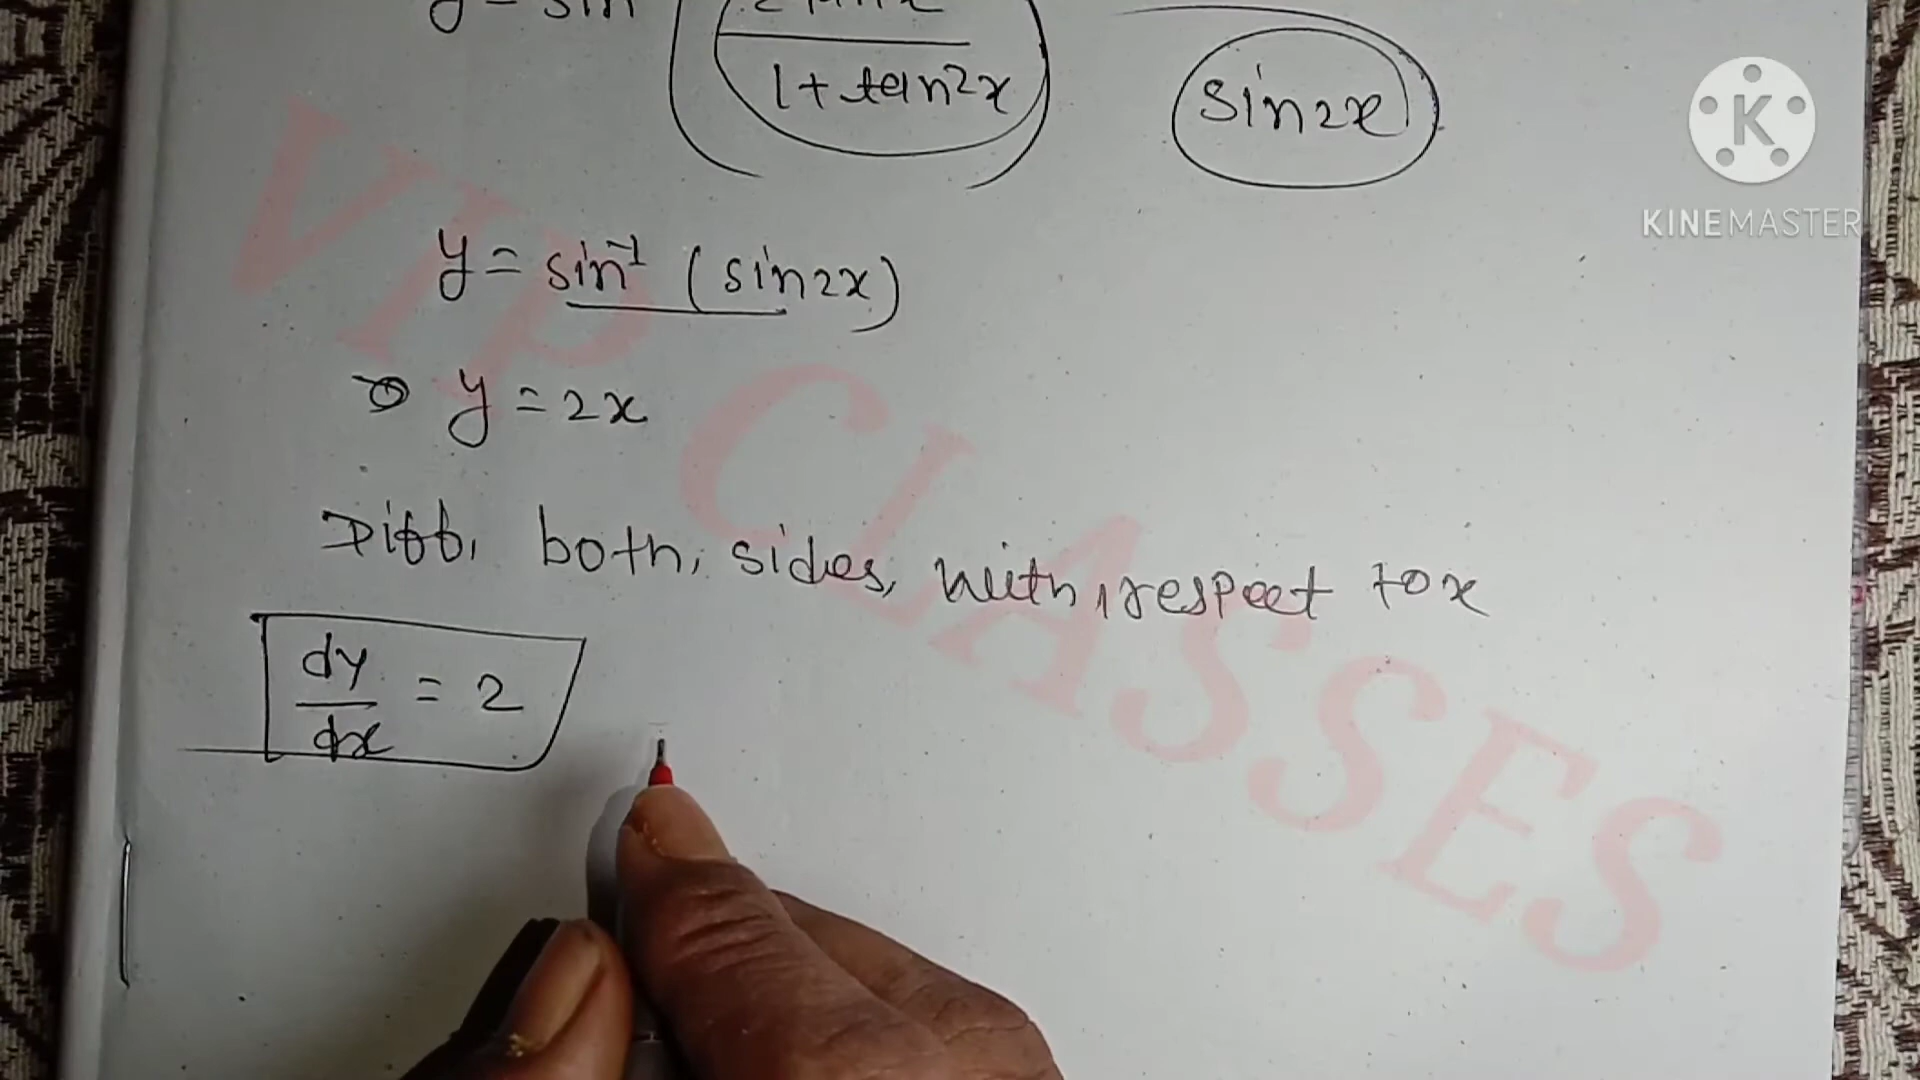 y = sin
1 + tan²x
sin2x
y = sin⁻¹ (sin2x)
y = 2x
Diff, both, sides, with, respect to x
dy/dx = 2
K
KINEMASTER
VIP CLASSES